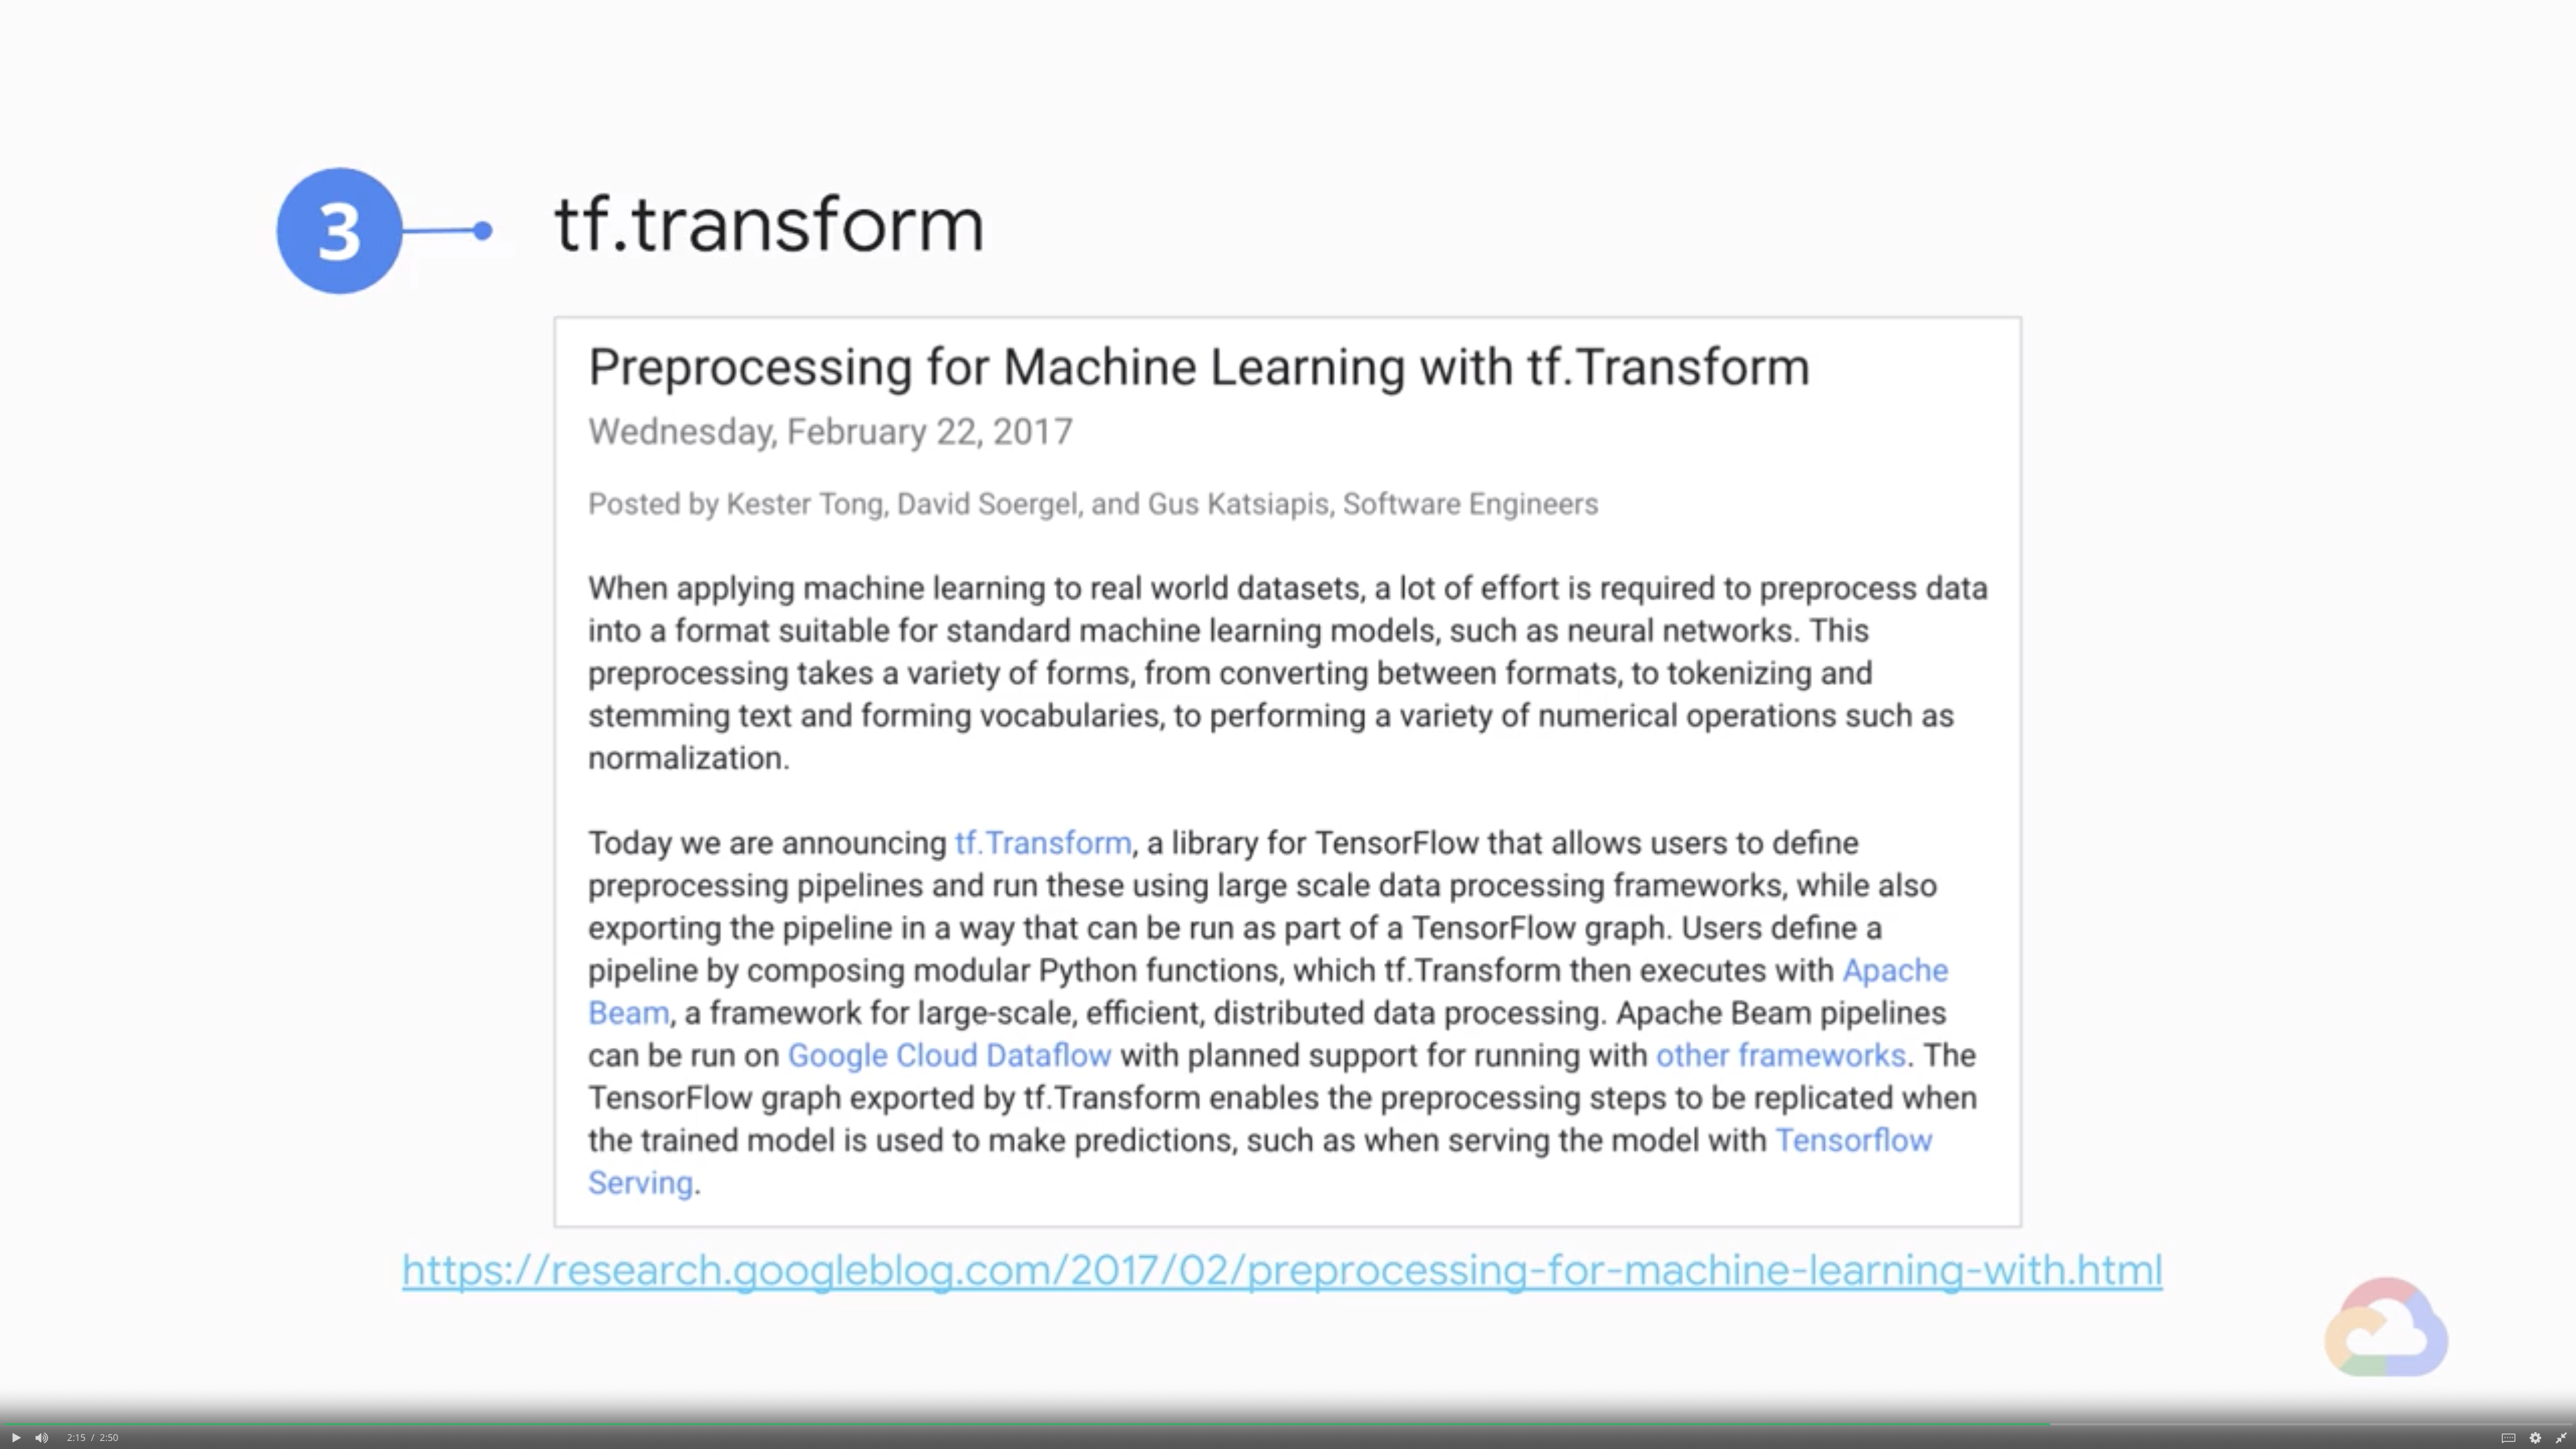 3
tf.transform
Preprocessing for Machine Learning with tf.Transform
Wednesday, February 22, 2017
Posted by Kester Tong, David Soergel, and Gus Katsiapis, Software Engineers
When applying machine learning to real world datasets, a lot of effort is required to preprocess data
into a format suitable for standard machine learning models, such as neural networks. This
preprocessing takes a variety of forms, from converting between formats, to tokenizing and
stemming text and forming vocabularies, to performing a variety of numerical operations such as
normalization.
Today we are announcing tf.Transform, a library for TensorFlow that allows users to define
preprocessing pipelines and run these using large scale data processing frameworks, while also
exporting the pipeline in a way that can be run as part of a TensorFlow graph. Users define a
pipeline by composing modular Python functions, which tf.Transform then executes with Apache
Beam, a framework for large-scale, efficient, distributed data processing. Apache Beam pipelines
can be run on Google Cloud Dataflow with planned support for running with other frameworks. The
TensorFlow graph exported by tf.Transform enables the preprocessing steps to be replicated when
the trained model is used to make predictions, such as when serving the model with Tensorflow
Serving.
https://research.googleblog.com/2017/02/preprocessing-for-machine-learning-with.html
2:15 / 2:50